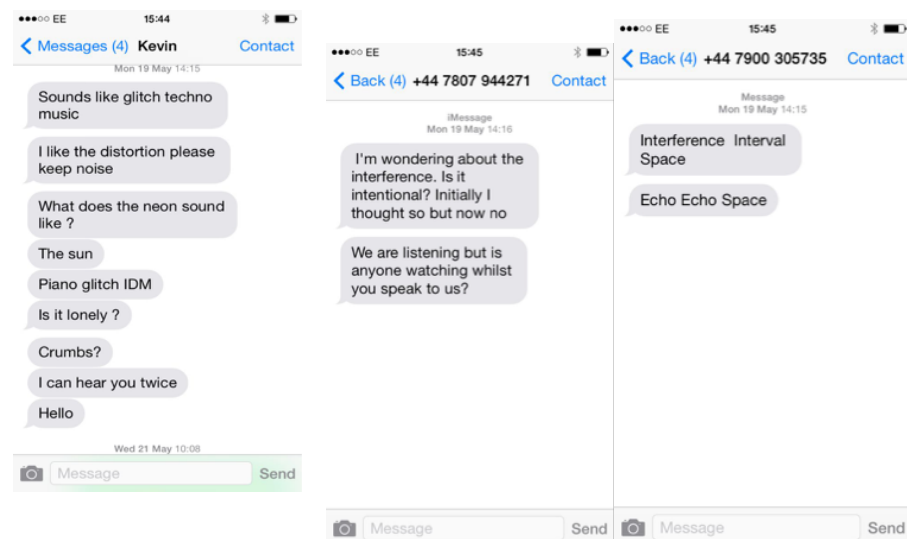 ●●●○○ EE 15:44
Messages (4) Kevin Contact
Mon 19 May 14:15
Sounds like glitch techno
music
I like the distortion please
keep noise
What does the neon sound
like ?
The sun
Piano glitch IDM
Is it lonely ?
Crumbs?
I can hear you twice
Hello
Wed 21 May 10:08
Message Send
●●●○○ EE 15:45
Back (4) +44 7807 944271 Contact
iMessage
Mon 19 May 14:16
I'm wondering about the
interference. Is it
intentional? Initially I
thought so but now no
We are listening but is
anyone watching whilst
you speak to us?
Message Send
●●●○○ EE 15:45
Back (4) +44 7900 305735 Contact
Message
Mon 19 May 14:15
Interference Interval
Space
Echo Echo Space
Message Send